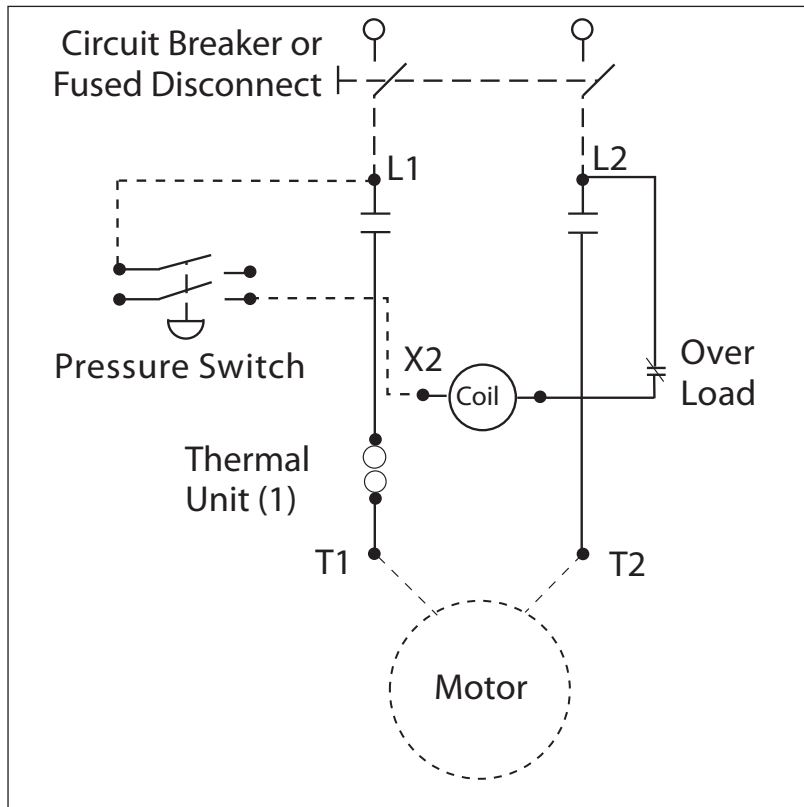 Circuit Breaker or
Fused Disconnect
L1
L2
Pressure Switch
X2
Coil
Over
Load
Thermal
Unit (1)
T1
T2
Motor